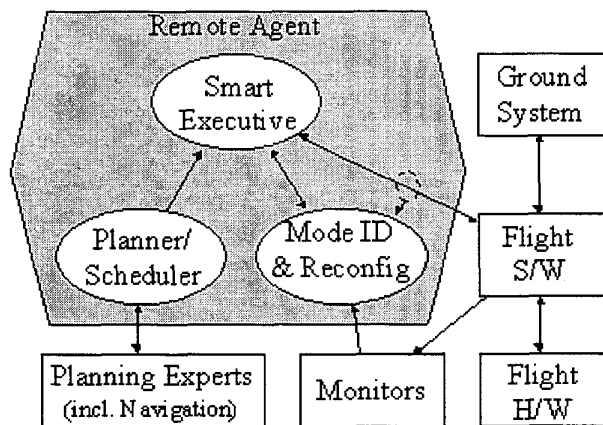 Remote Agent
Smart
Executive
Ground
System
Planner/
Scheduler
Mode ID
& Reconfig
Flight
S/W
Planning Experts
(incl. Navigation)
Monitors
Flight
H/W